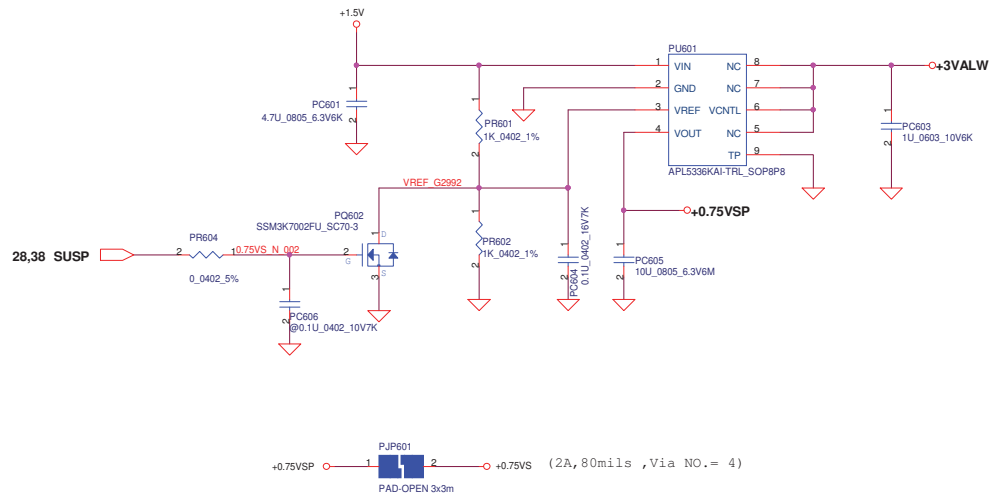 +1.5V
PU601
1 VIN NC 8
2 GND NC 7
3 VREF VCNTL 6
4 VOUT NC 5
TP 9
APL5336KAI-TRL_SOP8P8
+3VALW
1
2
PC603
1U_0603_10V6K
1
2
PC601
4.7U_0805_6.3V6K
1
2
PR601
1K_0402_1%
VREF_G2992
+0.75VSP
PQ602
SSM3K7002FU_SC70-3
1 D
2 G
3 S
28,38 SUSP
PR604
2 1
0_0402_5%
0.75VS_N_002
1
2
PC606
@0.1U_0402_10V7K
1
2
PR602
1K_0402_1%
1
2
PC604
0.1U_0402_16V7K
1
2
PC605
10U_0805_6.3V6M
PJP601
+0.75VSP 1 2 +0.75VS (2A,80mils ,Via NO.= 4)
PAD-OPEN 3x3m